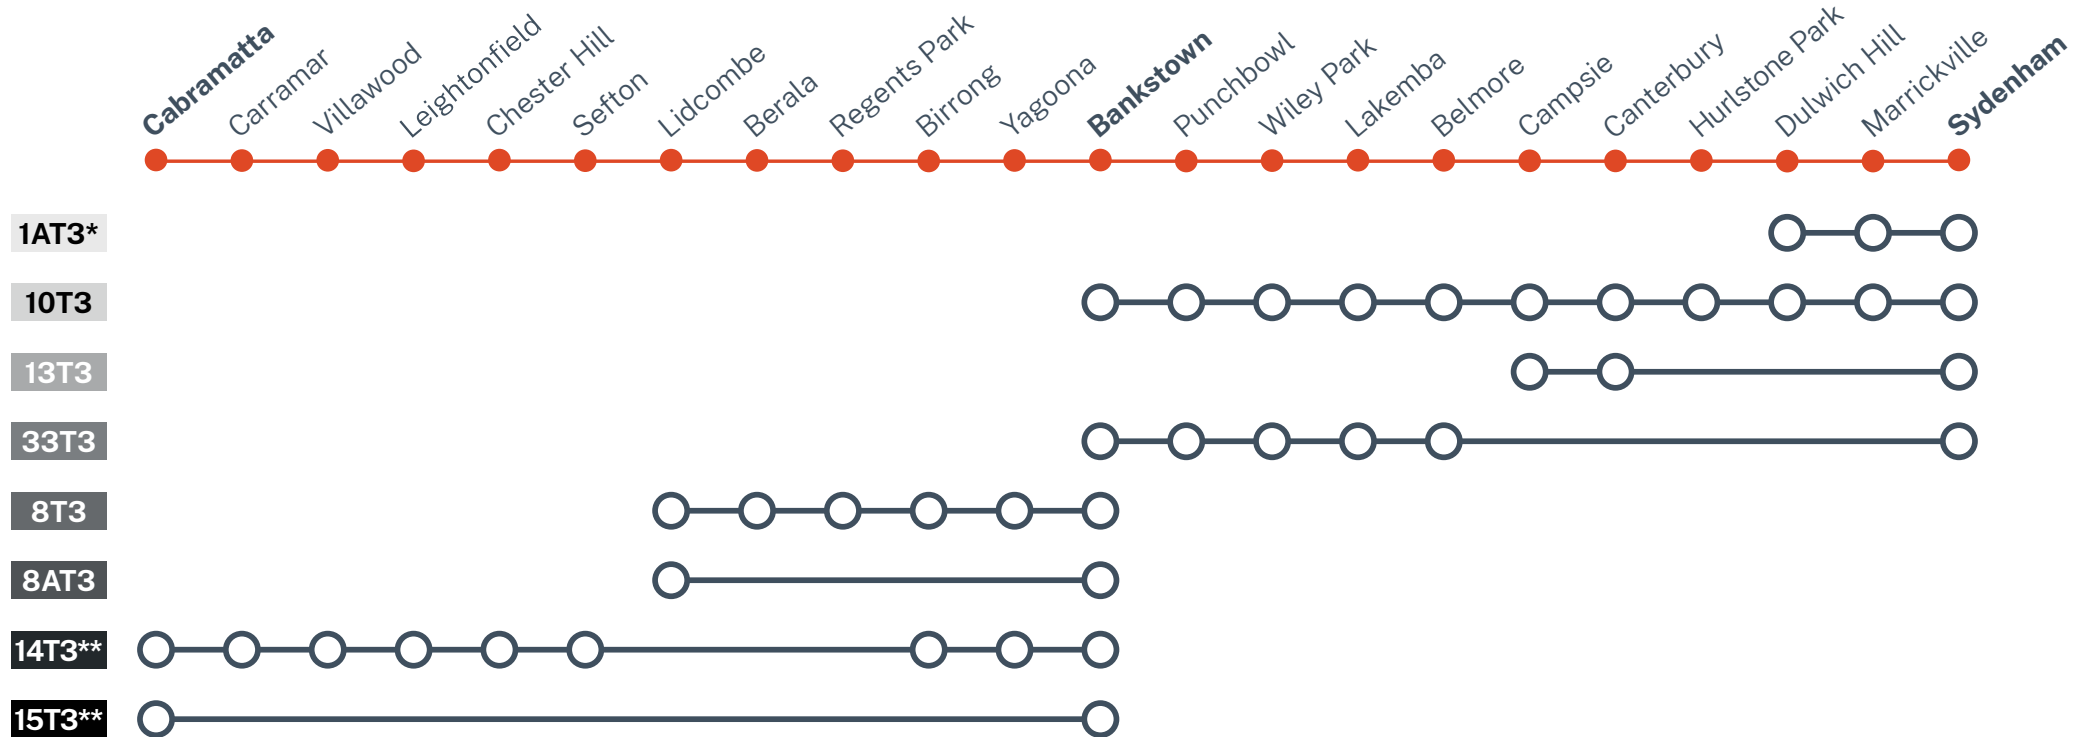 Cabramatta
Carramar
Villawood
Leightonfield
Chester Hill
Sefton
Lidcombe
Berala
Regents Park
Birrong
Yagoona
Bankstown
Punchbowl
Wiley Park
Lakemba
Belmore
Campsie
Canterbury
Hurlstone Park
Dulwich Hill
Marrickville
Sydenham
1AT3*
10T3
13T3
33T3
8T3
8AT3
14T3**
15T3**